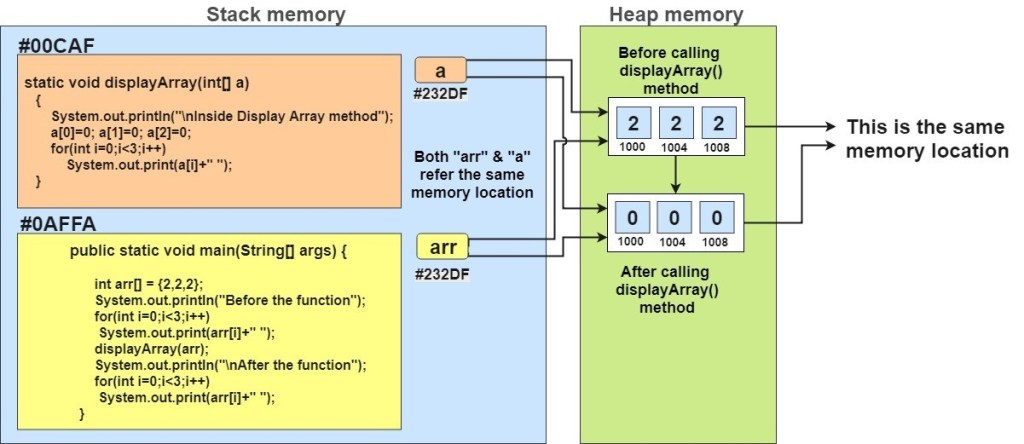 Stack memory
Heap memory
#00CAF
static void displayArray(int[] a)
{
System.out.println("\nInside Display Array method");
a[0]=0; a[1]=0; a[2]=0;
for(int i=0;i<3;i++)
System.out.print(a[i]+" ");
}
a
#232DF
Both "arr" & "a"
refer the same
memory location
#0AFFA
public static void main(String[] args) {
int arr[] = {2,2,2};
System.out.println("Before the function");
for(int i=0;i<3;i++)
System.out.print(arr[i]+" ");
displayArray(arr);
System.out.println("\nAfter the function");
for(int i=0;i<3;i++)
System.out.print(arr[i]+" ");
}
arr
#232DF
Before calling
displayArray()
method
2 2 2
1000 1004 1008
0 0 0
1000 1004 1008
After calling
displayArray()
method
This is the same
memory location